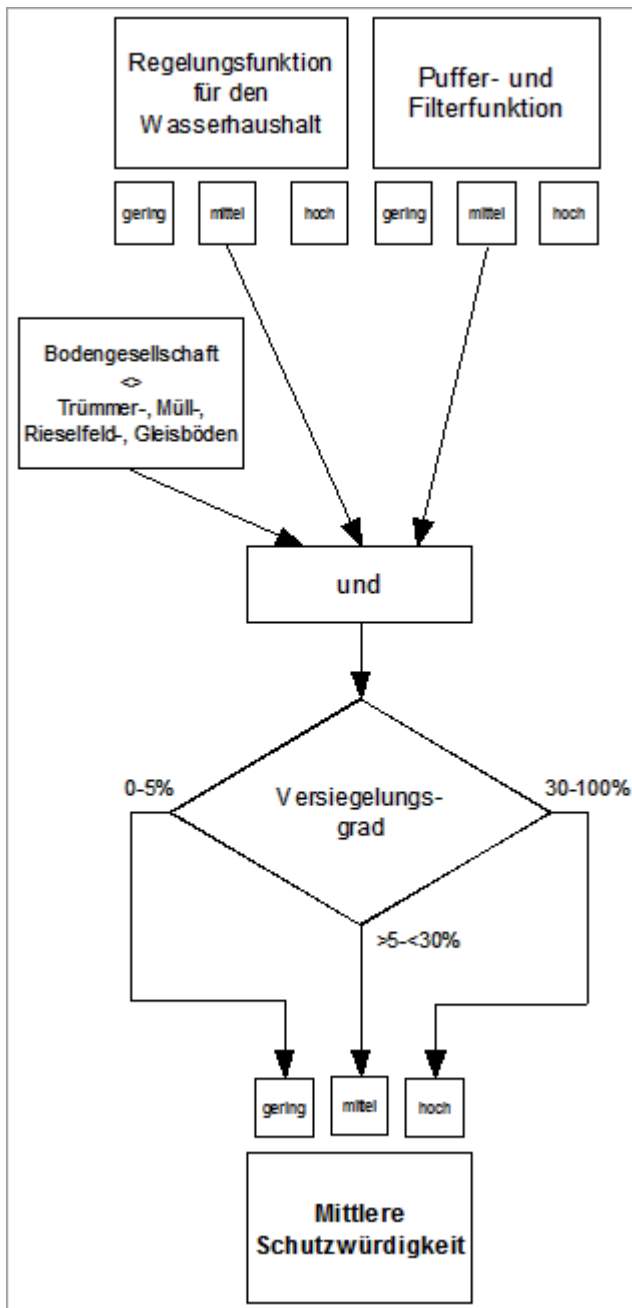 Regelungsfunktion
für den
Wasserhaushalt
Puffer- und
Filterfunktion
gering
mittel
hoch
gering
mittel
hoch
Bodengesellschaft
<>
Trümmer-, Müll-,
Rieselfeld-, Gleisböden
und
0-5%
Versiegelungs-
grad
30-100%
>5-<30%
gering
mittel
hoch
Mittlere
Schutzwürdigkeit